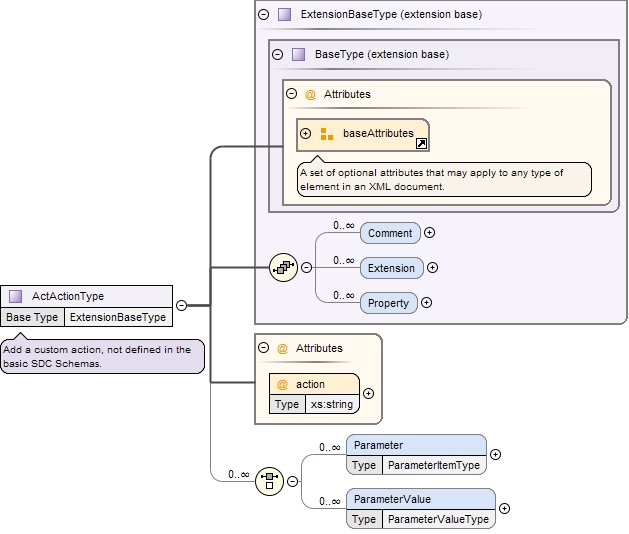 ExtensionBaseType (extension base)
BaseType (extension base)
@ Attributes
baseAttributes
A set of optional attributes that may apply to any type of
element in an XML document.
0..∞
Comment
0..∞
Extension
0..∞
Property
ActActionType
Base Type ExtensionBaseType
Add a custom action, not defined in the
basic SDC Schemas.
@ Attributes
@ action
Type xs:string
0..∞
0..∞
Parameter
Type ParameterItemType
0..∞
ParameterValue
Type ParameterValueType